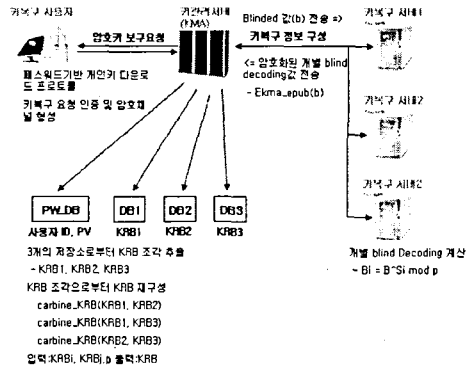 키복구 사용자
암호키 복구요청
키관리서버
(KMA)
Blinded 값(b) 전송 =>
키복구 정보 구성
<= 암호화된 개별 blind
decoding값 전송
- Ekma_epub(b)
키복구 서버1
키복구 서버2
키복구 서버2
패스워드기반 개인키 다운로
드 프로토콜
키복구 요청 인증 및 암호채
널 형성
PW_DB
DB1
DB2
DB3
사용자 ID, PV
KRB1
KRB2
KRB3
3개의 저장소로부터 KRB 조각 추출
- KRB1, KRB2, KRB3
KRB 조각으로부터 KRB 재구성
carbine_KRB(KRB1, KRB2)
carbine_KRB(KRB1, KRB3)
carbine_KRB(KRB2, KRB3)
입력:KRBi, KRBj,p 출력:KRB
개별 blind Decoding 계산
- Bi = B^Si mod p